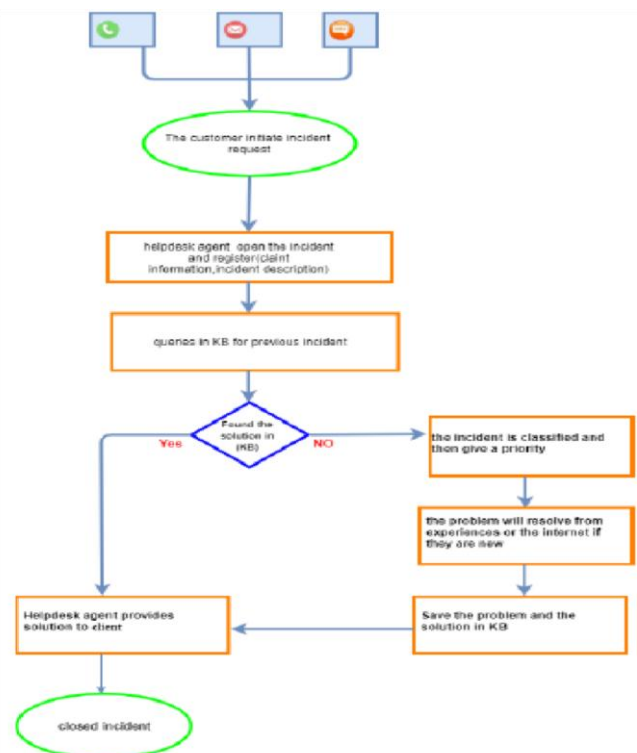 The customer initiate incident
request
helpdesk agent open the incident
and register(claint
information,incident description)
queries in KB for previous incident
Found the
solution in
(KB)
Yes
NO
the incident is classified and
then give a priority
the problem will resolve from
experiences or the internet if
they are new
Save the problem and the
solution in KB
Helpdesk agent provides
solution to client
closed incident